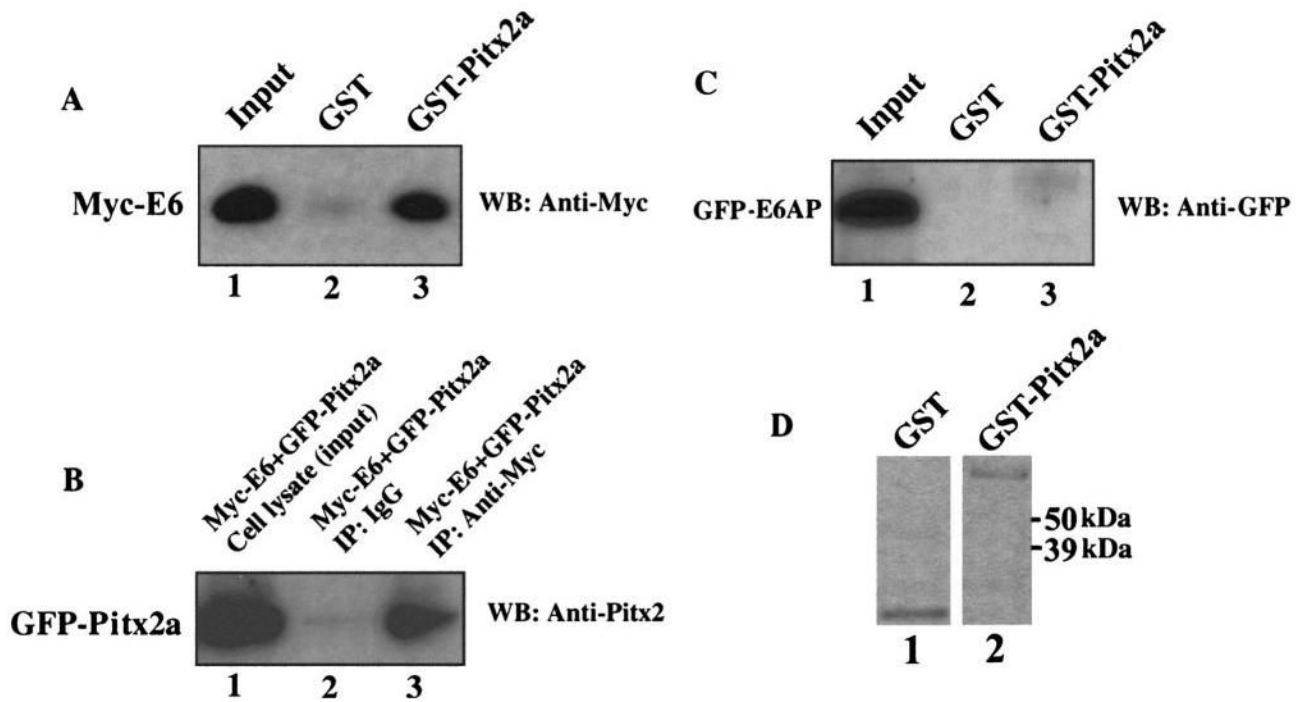 A
Input
GST
GST-Pitx2a
Myc-E6
WB: Anti-Myc
1 2 3
B
Myc-E6+GFP-Pitx2a
Cell lysate (input)
Myc-E6+GFP-Pitx2a
IP: IgG
Myc-E6+GFP-Pitx2a
IP: Anti-Myc
GFP-Pitx2a
WB: Anti-Pitx2
1 2 3
C
Input
GST
GST-Pitx2a
GFP-E6AP
WB: Anti-GFP
1 2 3
D
GST
GST-Pitx2a
50 kDa
39 kDa
1 2